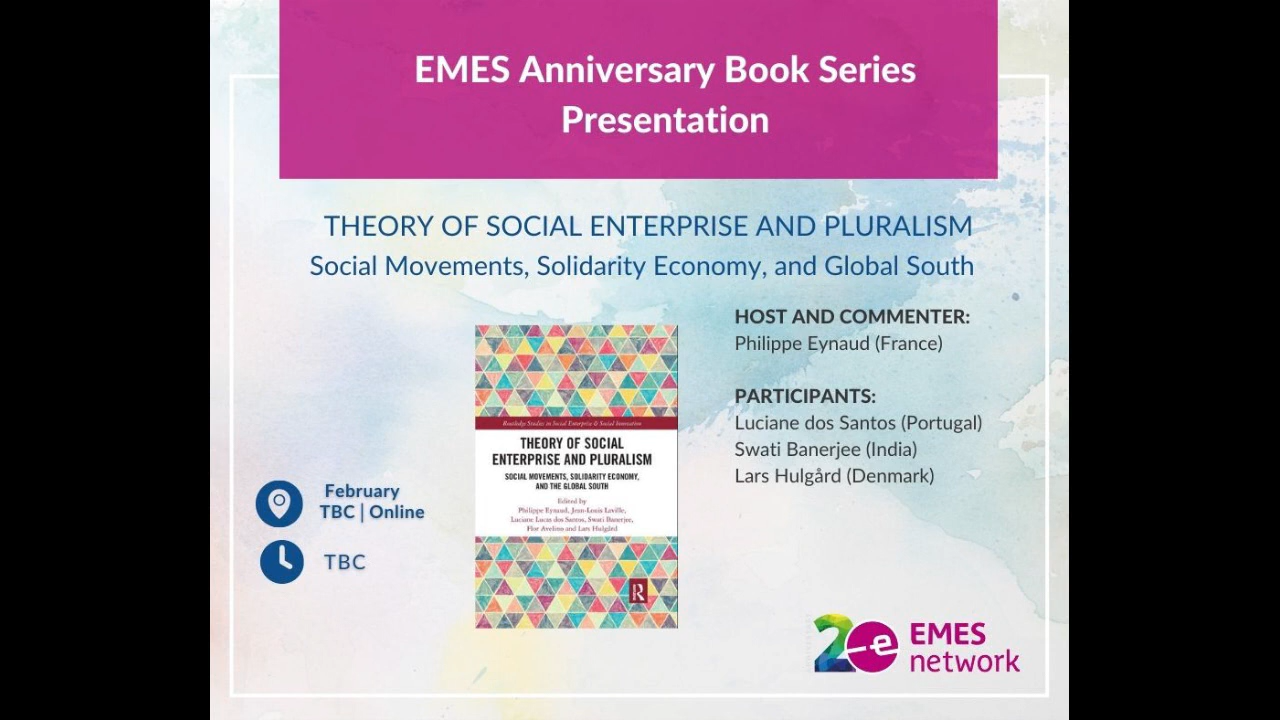 EMES Anniversary Book Series
Presentation
THEORY OF SOCIAL ENTERPRISE AND PLURALISM
Social Movements, Solidarity Economy, and Global South
HOST AND COMMENTER:
Philippe Eynaud (France)
PARTICIPANTS:
Luciane dos Santos (Portugal)
Swati Banerjee (India)
Lars Hulgård (Denmark)
Routledge Studies in Social Enterprise & Social Innovation
THEORY OF SOCIAL
ENTERPRISE AND PLURALISM
SOCIAL MOVEMENTS, SOLIDARITY ECONOMY,
AND THE GLOBAL SOUTH
Edited by
Philippe Eynaud, Jean-Louis Laville,
Luciane Lucas dos Santos, Swati Banerjee,
Flor Avelino and Lars Hulgård
R
February
TBC | Online
TBC
20 e
EMES
network